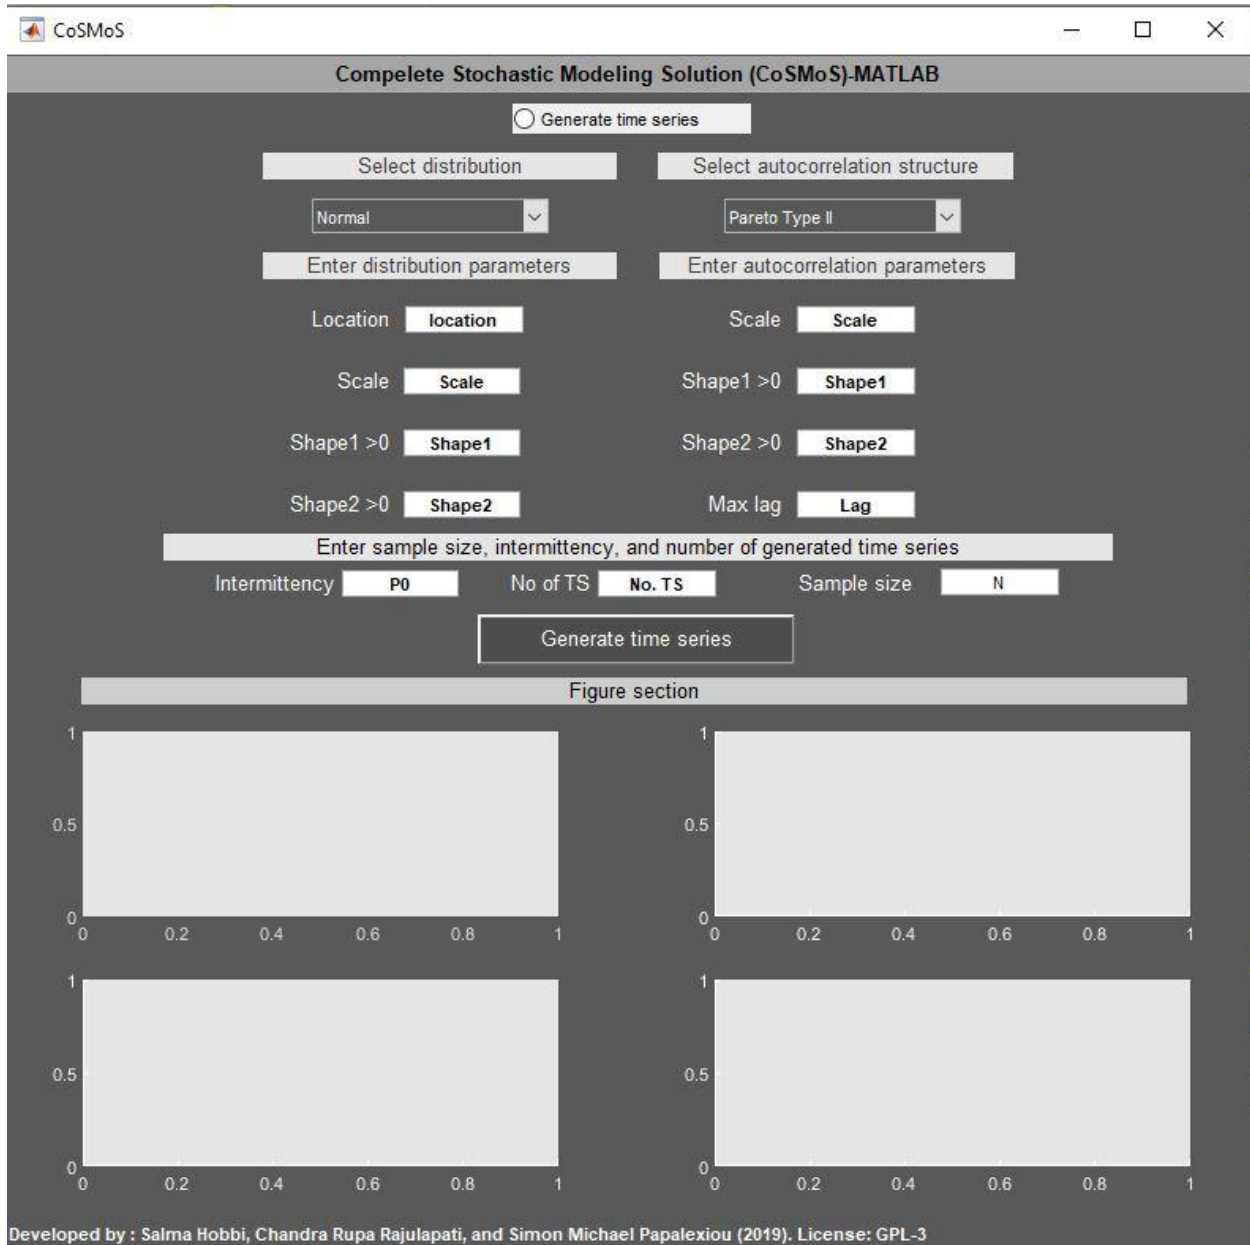 CoSMoS
Compelete Stochastic Modeling Solution (CoSMoS)-MATLAB
Generate time series
Select distribution Select autocorrelation structure
Normal Pareto Type II
Enter distribution parameters Enter autocorrelation parameters
Location location Scale Scale
Scale Scale Shape1 >0 Shape1
Shape1 >0 Shape1 Shape2 >0 Shape2
Shape2 >0 Shape2 Max lag Lag
Enter sample size, intermittency, and number of generated time series
Intermittency P0 No of TS No. TS Sample size N
Generate time series
Figure section
1 1
0.5 0.5
0 0
0 0.2 0.4 0.6 0.8 1 0 0.2 0.4 0.6 0.8 1
1 1
0.5 0.5
0 0
0 0.2 0.4 0.6 0.8 1 0 0.2 0.4 0.6 0.8 1
Developed by : Salma Hobbi, Chandra Rupa Rajulapati, and Simon Michael Papalexiou (2019). License: GPL-3